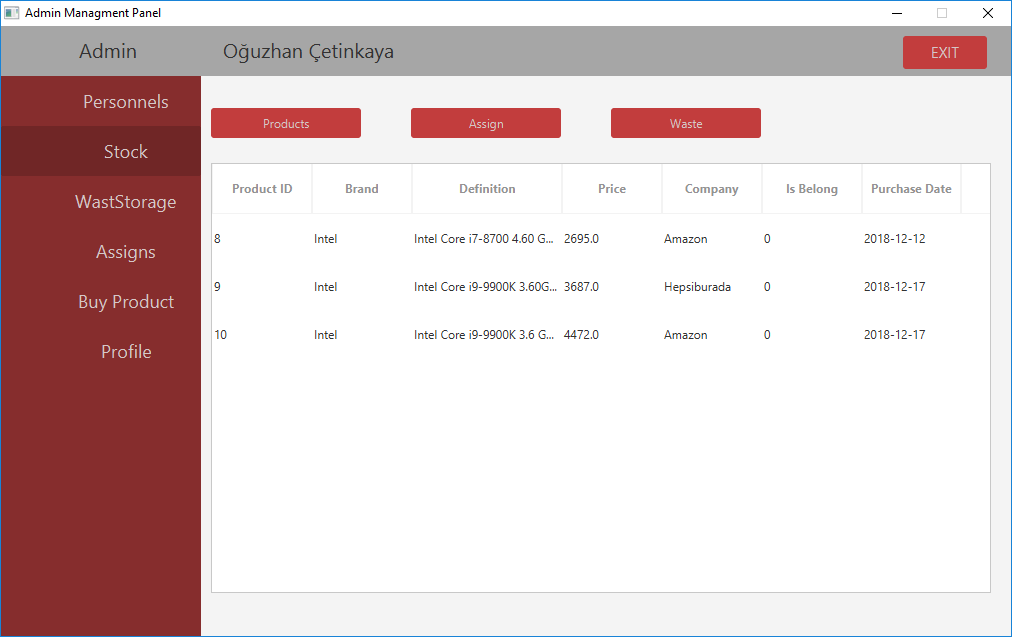 Admin Managment Panel
Admin Oğuzhan Çetinkaya EXIT
Personnels
Stock
WastStorage
Assigns
Buy Product
Profile
Products Assign Waste
Product ID Brand Definition Price Company Is Belong Purchase Date
8 Intel Intel Core i7-8700 4.60 G... 2695.0 Amazon 0 2018-12-12
9 Intel Intel Core i9-9900K 3.60G... 3687.0 Hepsiburada 0 2018-12-17
10 Intel Intel Core i9-9900K 3.6 G... 4472.0 Amazon 0 2018-12-17